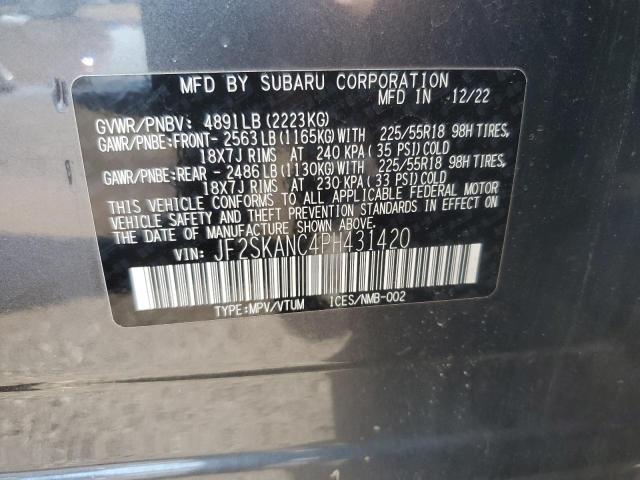 MFD BY SUBARU CORPORATION
MFD IN 12/22
GVWR/PNBV: 4891LB(2223KG)
GAWR/PNBE:FRONT- 2563LB(1165KG)WITH 225/55R18 98H TIRES,
18X7J RIMS AT 240 KPA(35 PSI)COLD
GAWR/PNBE:REAR - 2486LB(1130KG)WITH 225/55R18 98H TIRES,
18X7J RIMS AT 230 KPA(33 PSI)COLD
THIS VEHICLE CONFORMS TO ALL APPLICABLE FEDERAL MOTOR
VEHICLE SAFETY AND THEFT PREVENTION STANDARDS IN EFFECT ON
THE DATE OF MANUFACTURE SHOWN ABOVE.
VIN: JF2SKANC4PH431420
TYPE:MPV/VTUM ICES/NMB-002